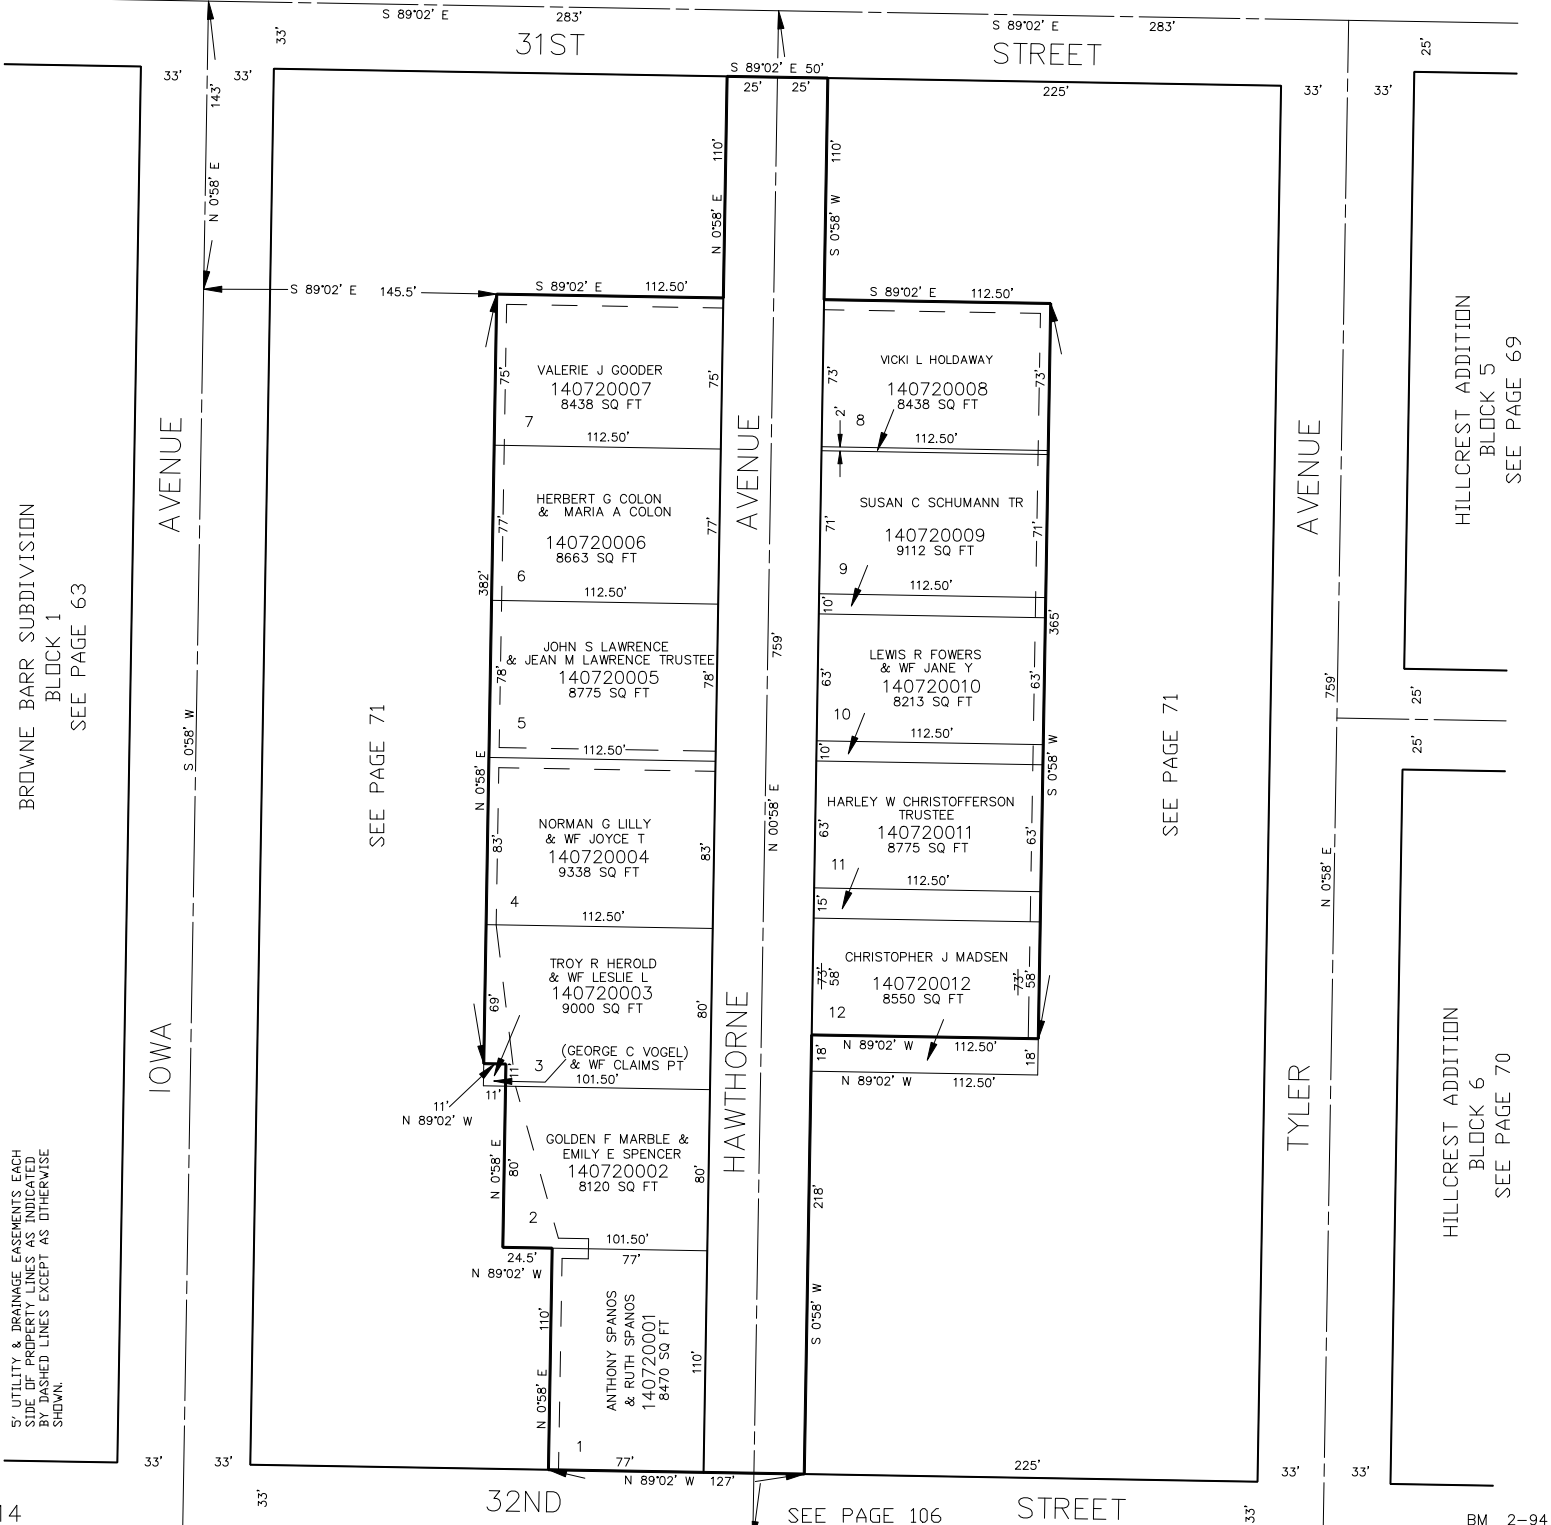 S 89°02' E
283'
S 89°02' E
283'
33'
31ST
STREET
25'
33'
33'
143'
S 89°02' E 50'
25'
25'
225'
33'
33'
N 0°58' E
110'
N 0°58' E
110'
S 0°58' W
S 89°02' E
145.5'
S 89°02' E
112.50'
S 89°02' E
112.50'
VALERIE J GOODER
140720007
8438 SQ FT
75'
75'
7
112.50'
VICKI L HOLDAWAY
140720008
8438 SQ FT
73'
73'
2'
8
112.50'
HERBERT G COLON
& MARIA A COLON
140720006
8663 SQ FT
77'
77'
6
112.50'
SUSAN C SCHUMANN TR
140720009
9112 SQ FT
71'
71'
9
112.50'
10'
382'
365'
JOHN S LAWRENCE
& JEAN M LAWRENCE TRUSTEE
140720005
8775 SQ FT
78'
78'
5
112.50'
LEWIS R FOWERS
& WF JANE Y
140720010
8213 SQ FT
63'
63'
10
112.50'
10'
N 0°58' E
S 0°58' W
NORMAN G LILLY
& WF JOYCE T
140720004
9338 SQ FT
83'
83'
4
112.50'
HARLEY W CHRISTOFFERSON
TRUSTEE
140720011
8775 SQ FT
63'
63'
11
112.50'
15'
TROY R HEROLD
& WF LESLIE L
140720003
9000 SQ FT
69'
80'
3
(GEORGE C VOGEL)
& WF CLAIMS PT
101.50'
11'
11'
11'
N 89°02' W
CHRISTOPHER J MADSEN
140720012
8550 SQ FT
73'
58'
73'
58'
12
N 89°02' W
112.50'
18'
18'
N 89°02' W
112.50'
GOLDEN F MARBLE &
EMILY E SPENCER
140720002
8120 SQ FT
N 0°58' E
80'
80'
2
101.50'
24.5'
77'
N 89°02' W
ANTHONY SPANOS
& RUTH SPANOS
140720001
8470 SQ FT
110'
N 0°58' E
110'
1
77'
N 89°02' W
127'
218'
S 0°58' W
225'
AVENUE
IOWA
S 0°58' W
AVENUE
HAWTHORNE
759'
N 00°58' E
AVENUE
TYLER
759'
N 0°58' E
25'
25'
SEE PAGE 71
SEE PAGE 71
BROWNE BARR SUBDIVISION
BLOCK 1
SEE PAGE 63
HILLCREST ADDITION
BLOCK 5
SEE PAGE 69
HILLCREST ADDITION
BLOCK 6
SEE PAGE 70
5' UTILITY & DRAINAGE EASEMENTS EACH
SIDE OF PROPERTY LINES AS INDICATED
BY DASHED LINES EXCEPT AS OTHERWISE
SHOWN.
33'
33'
33'
33'
33'
32ND
STREET
33'
14
SEE PAGE 106
BM 2-94